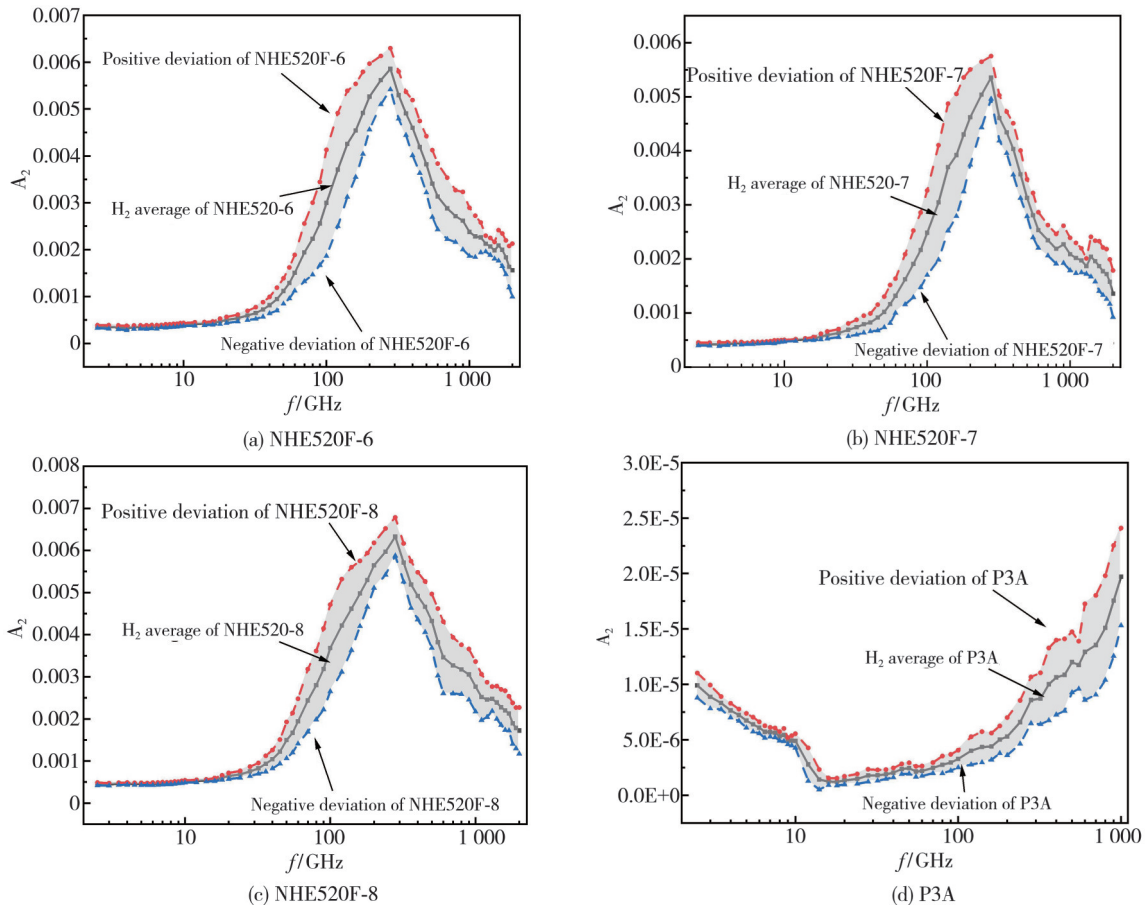 0.007
0.006
0.005
0.004
0.003
0.002
0.001
0
A₂
Positive deviation of NHE520F-6
H₂ average of NHE520-6
Negative deviation of NHE520F-6
10
100
1 000
f/GHz
(a) NHE520F-6
0.006
0.005
0.004
0.003
0.002
0.001
0
A₂
Positive deviation of NHE520F-7
H₂ average of NHE520-7
Negative deviation of NHE520F-7
10
100
1 000
f/GHz
(b) NHE520F-7
0.008
0.007
0.006
0.005
0.004
0.003
0.002
0.001
0
A₂
Positive deviation of NHE520F-8
H₂ average of NHE520-8
Negative deviation of NHE520F-8
10
100
1 000
f/GHz
(c) NHE520F-8
3.0E-5
2.5E-5
2.0E-5
1.5E-5
1.0E-5
5.0E-6
0.0E+0
A₂
Positive deviation of P3A
H₂ average of P3A
Negative deviation of P3A
10
100
1 000
f/GHz
(d) P3A